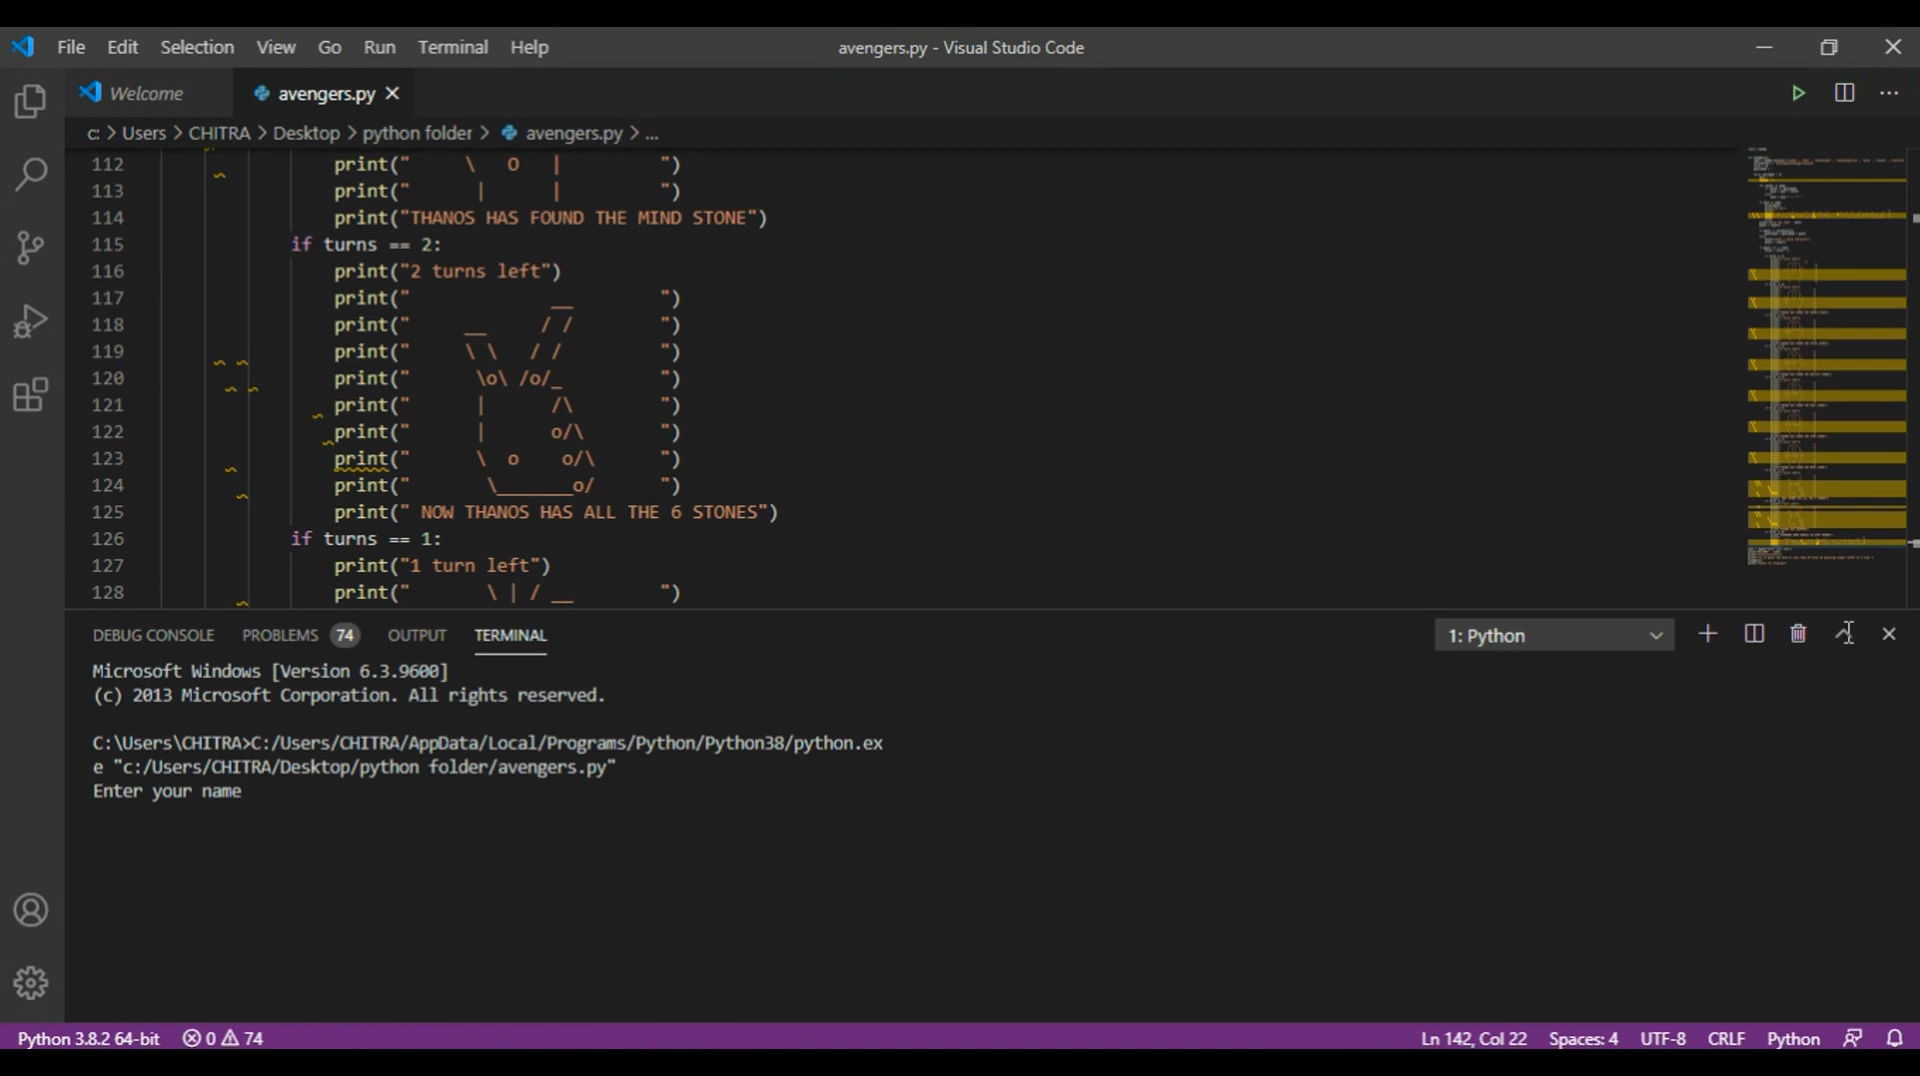 File Edit Selection View Go Run Terminal Help avengers.py - Visual Studio Code
Welcome avengers.py
c: > Users > CHITRA > Desktop > python folder > avengers.py > ...
112 print("     \  O   |         ")
113 print("      |      |         ")
114 print("THANOS HAS FOUND THE MIND STONE")
115 if turns == 2:
116 print("2 turns left")
117 print("             __        ")
118 print("     __     / /        ")
119 print("     \ \   / /         ")
120 print("      \o\ /o/_         ")
121 print("      |      /\        ")
122 print("      |      o/\       ")
123 print("      \  o    o/\      ")
124 print("       \_______o/      ")
125 print(" NOW THANOS HAS ALL THE 6 STONES")
126 if turns == 1:
127 print("1 turn left")
128 print("       \ | / __        ")
DEBUG CONSOLE PROBLEMS 74 OUTPUT TERMINAL 1: Python
Microsoft Windows [Version 6.3.9600]
(c) 2013 Microsoft Corporation. All rights reserved.
C:\Users\CHITRA>C:/Users/CHITRA/AppData/Local/Programs/Python/Python38/python.ex
e "c:/Users/CHITRA/Desktop/python folder/avengers.py"
Enter your name
Python 3.8.2 64-bit 0 74 Ln 142, Col 22 Spaces: 4 UTF-8 CRLF Python